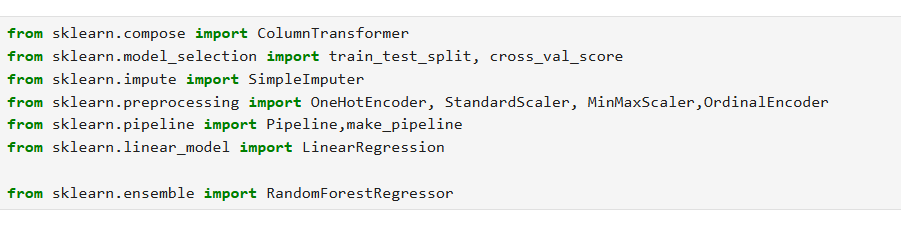 from sklearn.compose import ColumnTransformer
from sklearn.model_selection import train_test_split, cross_val_score
from sklearn.impute import SimpleImputer
from sklearn.preprocessing import OneHotEncoder, StandardScaler, MinMaxScaler,OrdinalEncoder
from sklearn.pipeline import Pipeline,make_pipeline
from sklearn.linear_model import LinearRegression
from sklearn.ensemble import RandomForestRegressor